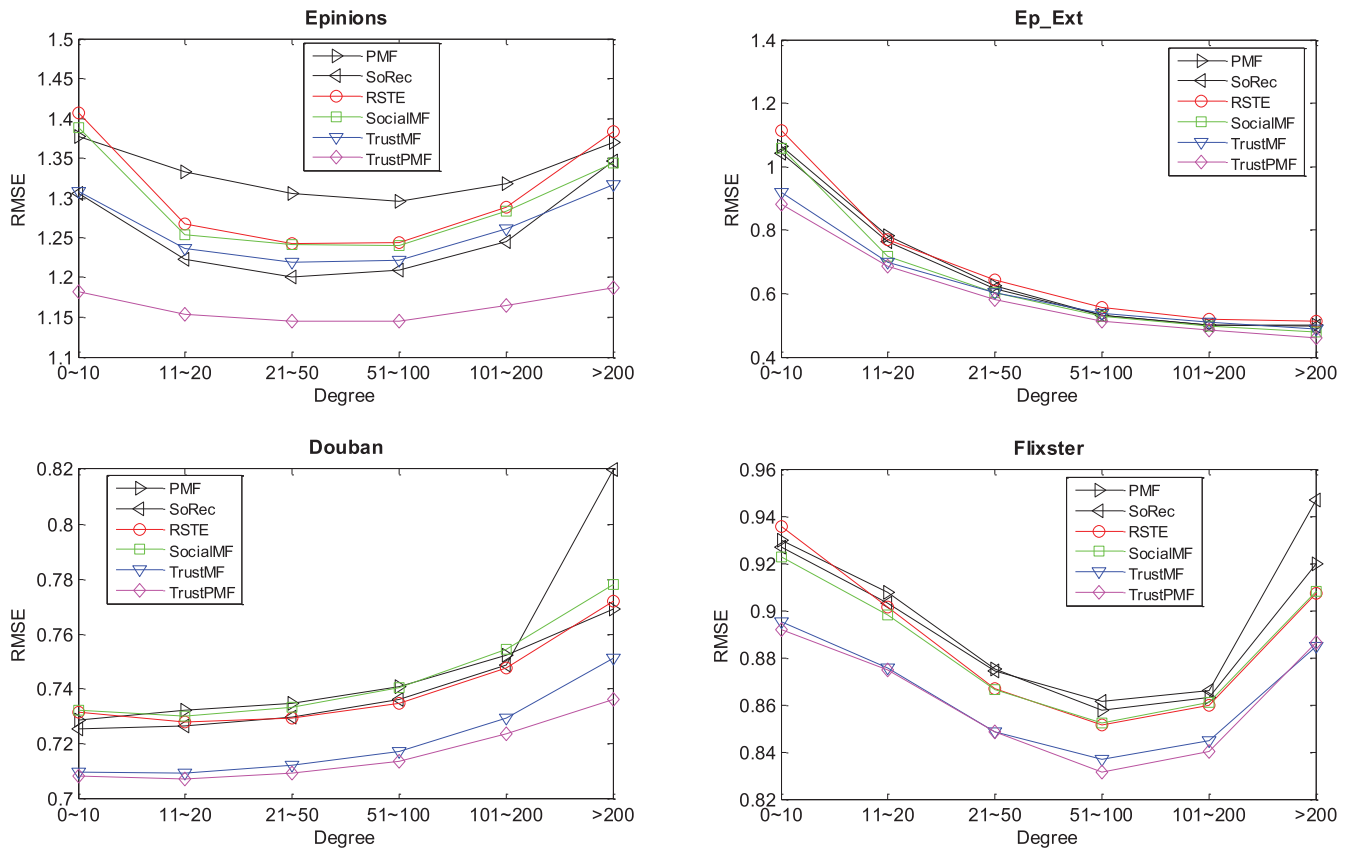 Epinions
1.5
1.45
1.4
1.35
1.3
1.25
1.2
1.15
1.1
RMSE
PMF
SoRec
RSTE
SocialMF
TrustMF
TrustPMF
0~10 11~20 21~50 51~100 101~200 >200
Degree
Ep_Ext
1.4
1.2
1
0.8
0.6
0.4
RMSE
PMF
SoRec
RSTE
SocialMF
TrustMF
TrustPMF
0~10 11~20 21~50 51~100 101~200 >200
Degree
Douban
0.82
0.8
0.78
0.76
0.74
0.72
0.7
RMSE
PMF
SoRec
RSTE
SocialMF
TrustMF
TrustPMF
0~10 11~20 21~50 51~100 101~200 >200
Degree
Flixster
0.96
0.94
0.92
0.9
0.88
0.86
0.84
0.82
RMSE
PMF
SoRec
RSTE
SocialMF
TrustMF
TrustPMF
0~10 11~20 21~50 51~100 101~200 >200
Degree